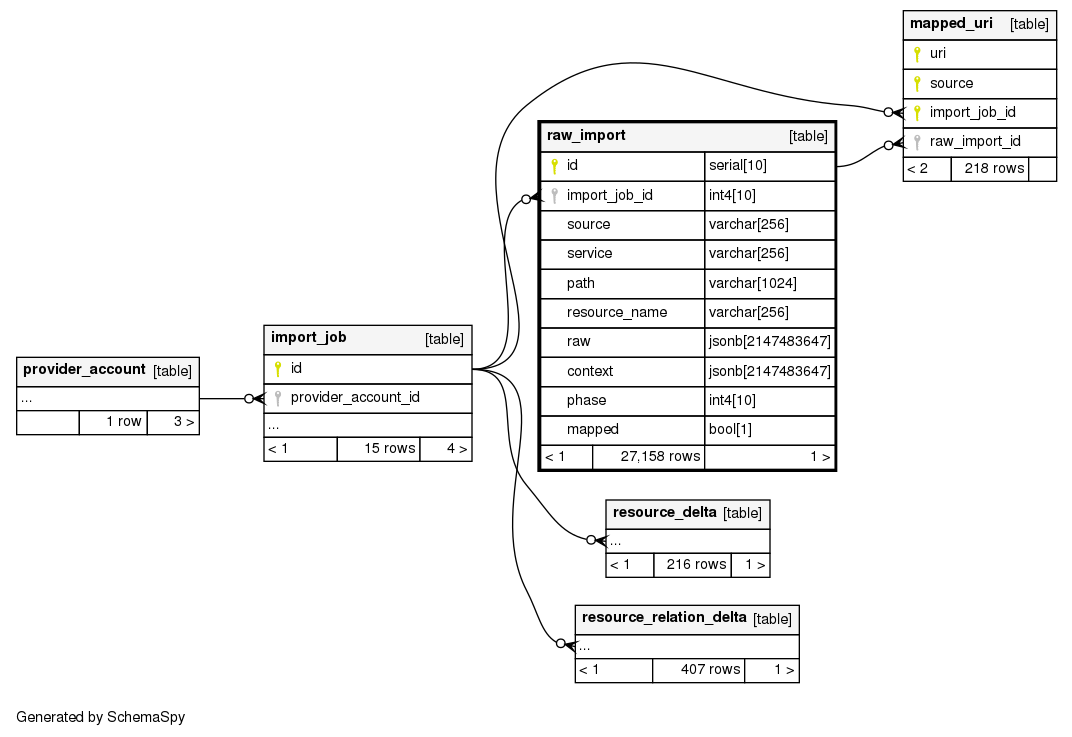 mapped_uri [table]
uri
source
import_job_id
raw_import_id
< 2 218 rows
raw_import [table]
id serial[10]
import_job_id int4[10]
source varchar[256]
service varchar[256]
path varchar[1024]
resource_name varchar[256]
raw jsonb[2147483647]
context jsonb[2147483647]
phase int4[10]
mapped bool[1]
< 1 27,158 rows 1 >
import_job [table]
id
provider_account_id
...
< 1 15 rows 4 >
provider_account [table]
...
1 row 3 >
resource_delta [table]
...
< 1 216 rows 1 >
resource_relation_delta [table]
...
< 1 407 rows 1 >
Generated by SchemaSpy